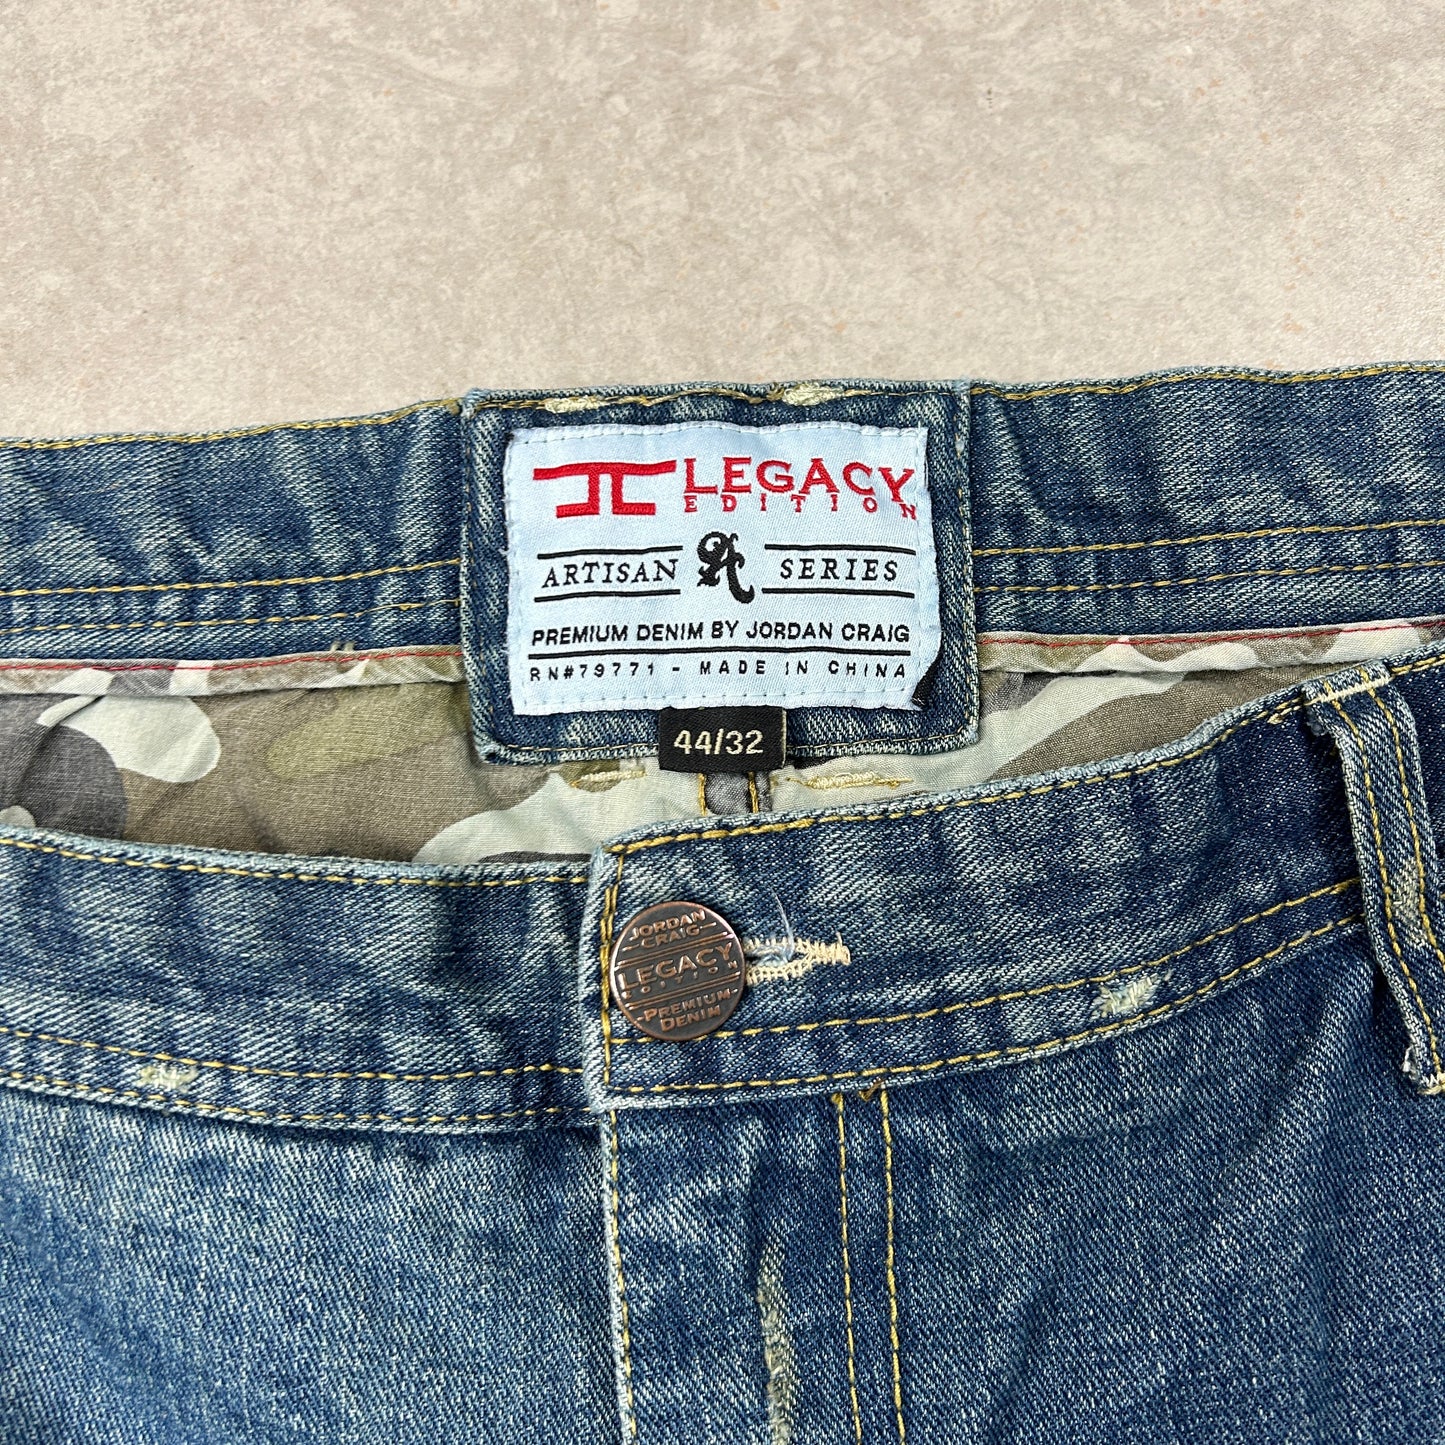 JC LEGACY
EDITION
ARTISAN A SERIES
PREMIUM DENIM BY JORDAN CRAIG
RN#79771 - MADE IN CHINA
44/32
JORDAN
CRAIG
LEGACY
EDITION
-PREMIUM-
DENIM